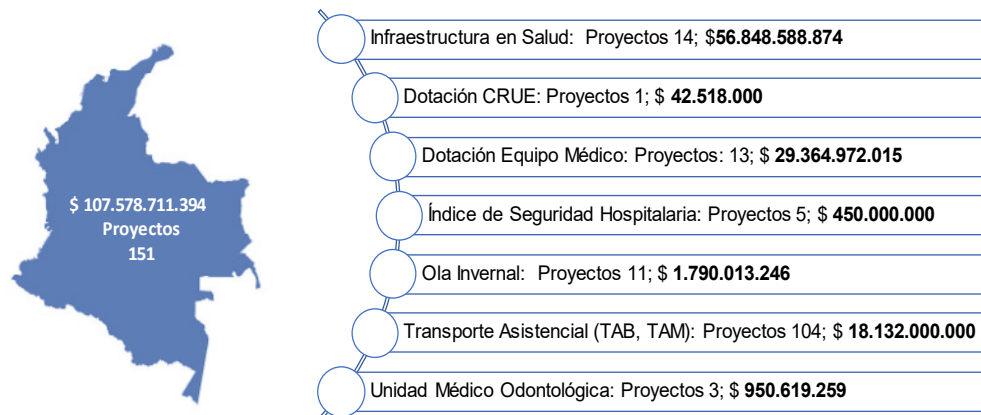 $ 107.578.711.394
Proyectos
151
Infraestructura en Salud: Proyectos 14; $56.848.588.874
Dotación CRUE: Proyectos 1; $ 42.518.000
Dotación Equipo Médico: Proyectos: 13; $ 29.364.972.015
Índice de Seguridad Hospitalaria: Proyectos 5; $ 450.000.000
Ola Invernal: Proyectos 11; $ 1.790.013.246
Transporte Asistencial (TAB, TAM): Proyectos 104; $ 18.132.000.000
Unidad Médico Odontológica: Proyectos 3; $ 950.619.259